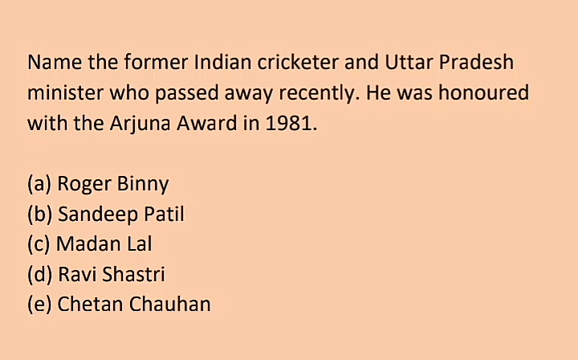 Name the former Indian cricketer and Uttar Pradesh
minister who passed away recently. He was honoured
with the Arjuna Award in 1981.
(a) Roger Binny
(b) Sandeep Patil
(c) Madan Lal
(d) Ravi Shastri
(e) Chetan Chauhan